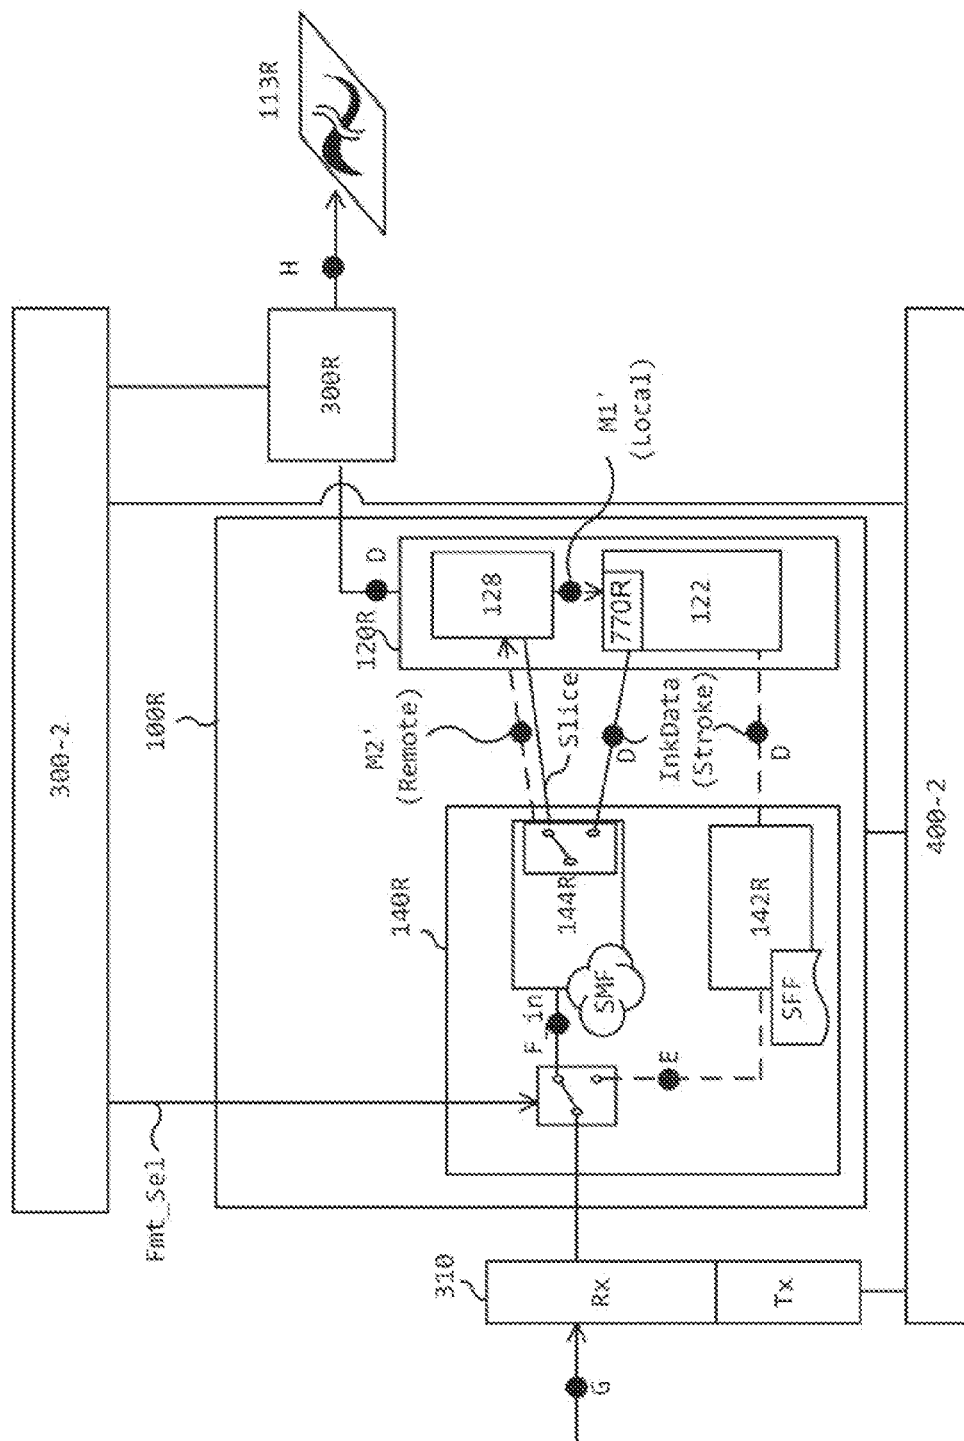 113R
H
300-2
300R
M1'
(Local)
D
120R
128
770R
122
100R
M2'
(Remote)
Slice
D
InkData
(Stroke)
D
140R
144R
142R
400-2
SMF
SFF
F_in
E
Fmt_Sel
310
Rx
Tx
G